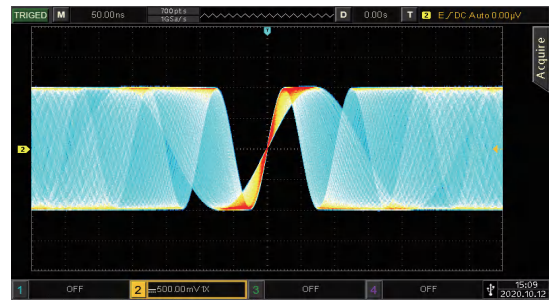 TRIGED M 50.00ns 700pts D 0.00s T 2 E DC Auto 0.00μV
1GSa/s
T
Acquire
2
1 OFF 2 500.00mV 1X 3 OFF 4 OFF 15:09
2020.10.12